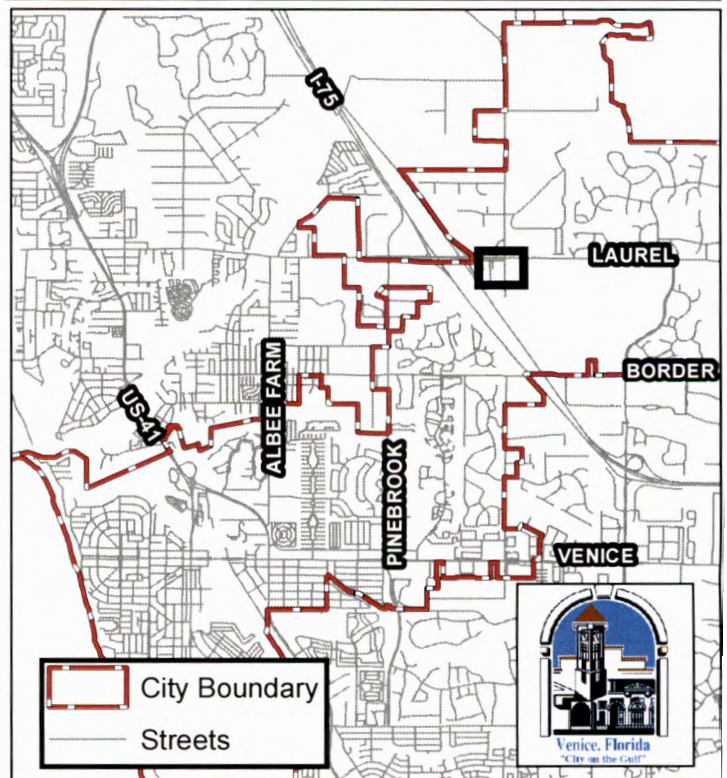 I-75
LAUREL
BORDER
ALBEE FARM
US-41
PINEBROOK
VENICE
City Boundary
Streets
Venice, Florida
"City on the Gulf"